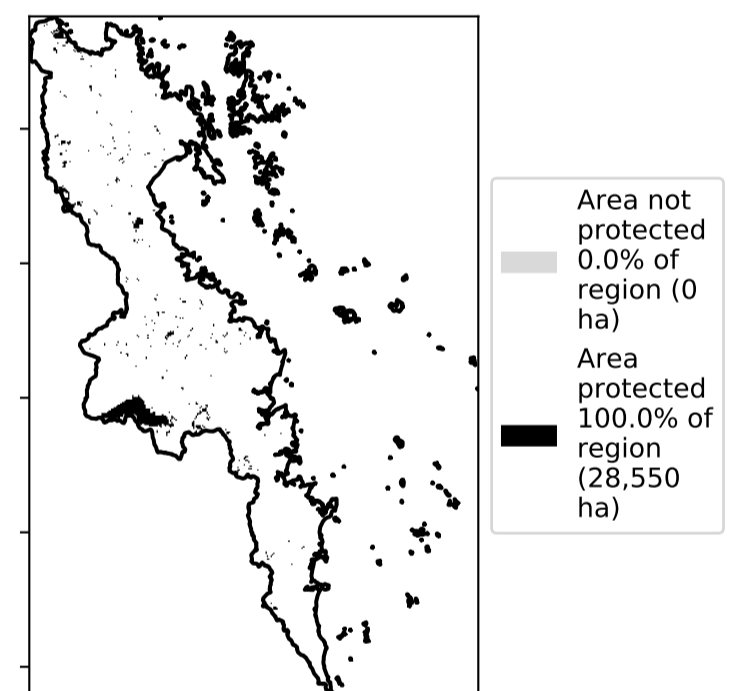 Area not
protected
0.0% of
region (0
ha)
Area
protected
100.0% of
region
(28,550
ha)